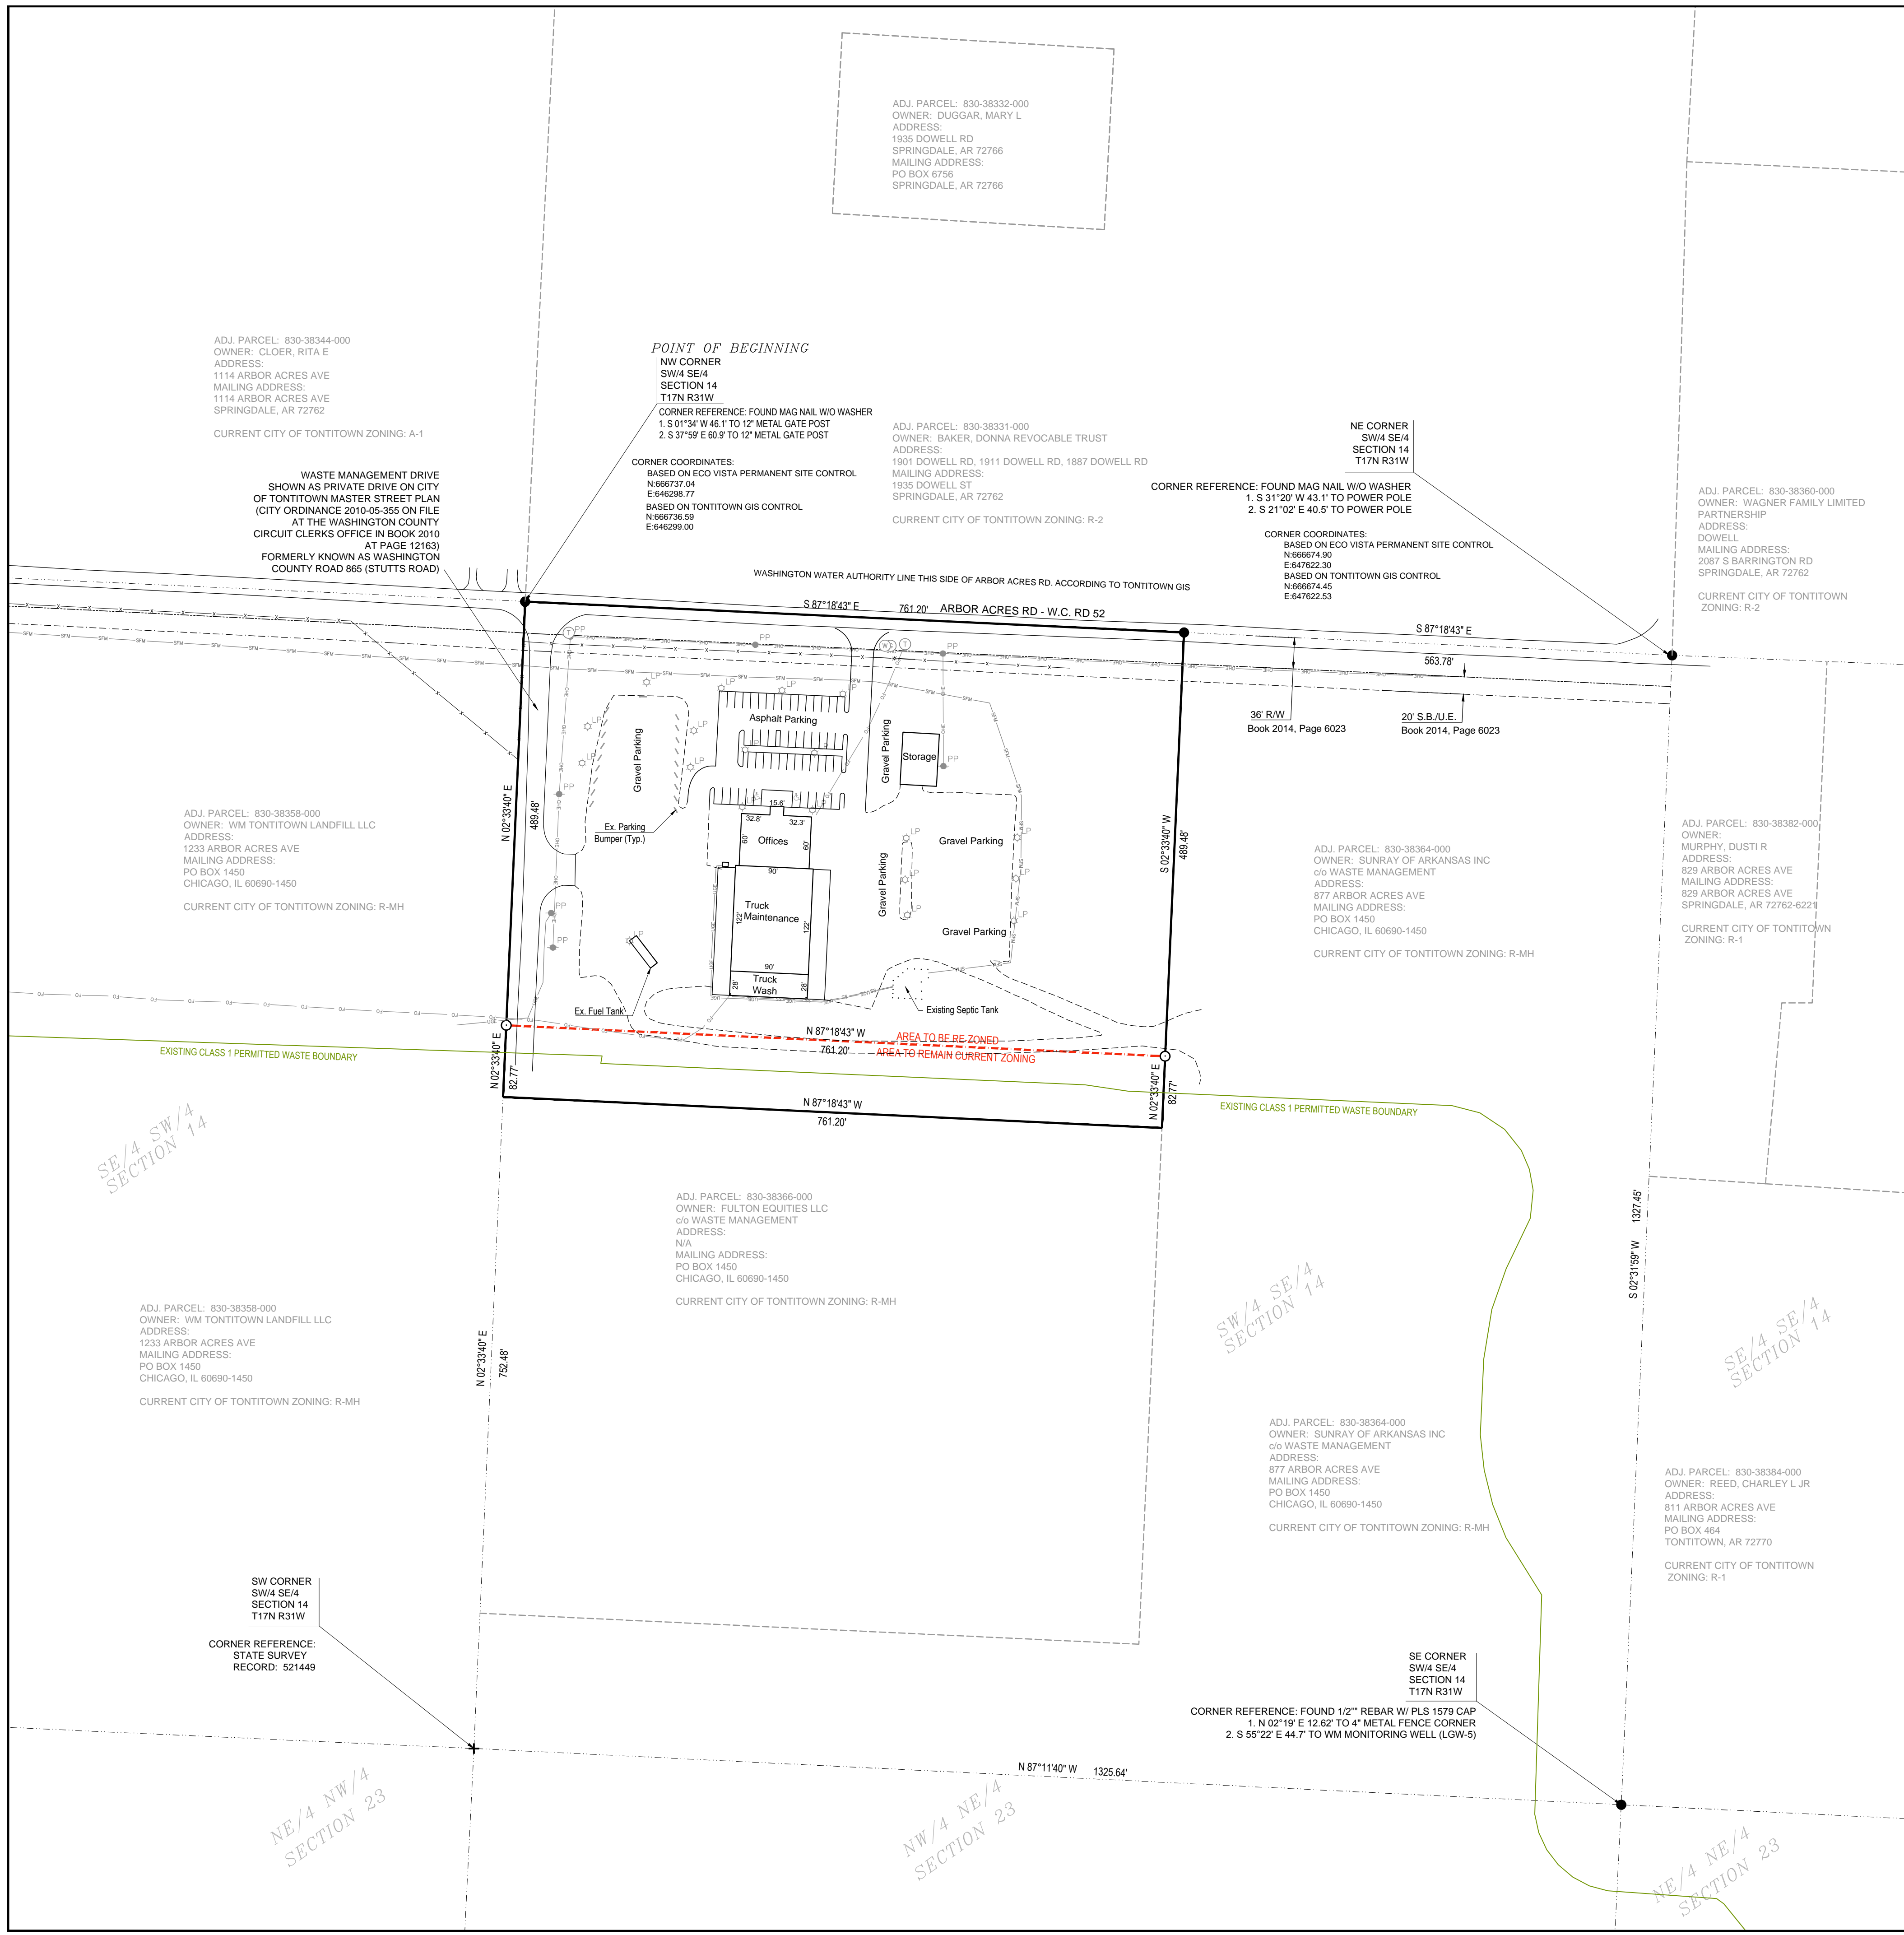 ADJ. PARCEL: 830-38332-000
OWNER: DUGGAR, MARY L
ADDRESS:
1935 DOWELL RD
SPRINGDALE, AR 72766
MAILING ADDRESS:
PO BOX 6756
SPRINGDALE, AR 72766
ADJ. PARCEL: 830-38344-000
OWNER: CLOER, RITA E
ADDRESS:
1114 ARBOR ACRES AVE
MAILING ADDRESS:
1114 ARBOR ACRES AVE
SPRINGDALE, AR 72762
CURRENT CITY OF TONTITOWN ZONING: A-1
POINT OF BEGINNING
NW CORNER
SW/4 SE/4
SECTION 14
T17N R31W
CORNER REFERENCE: FOUND MAG NAIL W/O WASHER
1. S 01°34' W 46.1' TO 12" METAL GATE POST
2. S 37°59' E 60.9' TO 12" METAL GATE POST
CORNER COORDINATES:
BASED ON ECO VISTA PERMANENT SITE CONTROL
N:666737.04
E:646298.77
BASED ON TONTITOWN GIS CONTROL
N:666736.59
E:646299.00
ADJ. PARCEL: 830-38331-000
OWNER: BAKER, DONNA REVOCABLE TRUST
ADDRESS:
1901 DOWELL RD, 1911 DOWELL RD, 1887 DOWELL RD
MAILING ADDRESS:
1935 DOWELL ST
SPRINGDALE, AR 72762
CURRENT CITY OF TONTITOWN ZONING: R-2
NE CORNER
SW/4 SE/4
SECTION 14
T17N R31W
CORNER REFERENCE: FOUND MAG NAIL W/O WASHER
1. S 31°20' W 43.1' TO POWER POLE
2. S 21°02' E 40.5' TO POWER POLE
CORNER COORDINATES:
BASED ON ECO VISTA PERMANENT SITE CONTROL
N:666674.90
E:647622.30
BASED ON TONTITOWN GIS CONTROL
N:666674.45
E:647622.53
ADJ. PARCEL: 830-38360-000
OWNER: WAGNER FAMILY LIMITED
PARTNERSHIP
ADDRESS:
DOWELL
MAILING ADDRESS:
2087 S BARRINGTON RD
SPRINGDALE, AR 72762
CURRENT CITY OF TONTITOWN
ZONING: R-2
WASTE MANAGEMENT DRIVE
SHOWN AS PRIVATE DRIVE ON CITY
OF TONTITOWN MASTER STREET PLAN
(CITY ORDINANCE 2010-05-355 ON FILE
AT THE WASHINGTON COUNTY
CIRCUIT CLERKS OFFICE IN BOOK 2010
AT PAGE 12163)
FORMERLY KNOWN AS WASHINGTON
COUNTY ROAD 865 (STUTTS ROAD)
WASHINGTON WATER AUTHORITY LINE THIS SIDE OF ARBOR ACRES RD. ACCORDING TO TONTITOWN GIS
S 87°18'43" E 761.20' ARBOR ACRES RD - W.C. RD 52
S 87°18'43" E
563.78'
36' R/W
Book 2014, Page 6023
20' S.B./U.E.
Book 2014, Page 6023
Asphalt Parking
Gravel Parking
Gravel Parking
Storage
N 02°33'40" E
489.48'
Ex. Parking
Bumper (Typ.)
15.6'
32.8'
32.3'
60'
Offices
60'
90'
Gravel Parking
Gravel Parking
Gravel Parking
S 02°33'40" W
489.48'
Truck
Maintenance
122'
122'
90'
Truck
Wash
28'
28'
Ex. Fuel Tank
Existing Septic Tank
ADJ. PARCEL: 830-38358-000
OWNER: WM TONTITOWN LANDFILL LLC
ADDRESS:
1233 ARBOR ACRES AVE
MAILING ADDRESS:
PO BOX 1450
CHICAGO, IL 60690-1450
CURRENT CITY OF TONTITOWN ZONING: R-MH
ADJ. PARCEL: 830-38364-000
OWNER: SUNRAY OF ARKANSAS INC
c/o WASTE MANAGEMENT
ADDRESS:
877 ARBOR ACRES AVE
MAILING ADDRESS:
PO BOX 1450
CHICAGO, IL 60690-1450
CURRENT CITY OF TONTITOWN ZONING: R-MH
ADJ. PARCEL: 830-38382-000
OWNER:
MURPHY, DUSTI R
ADDRESS:
829 ARBOR ACRES AVE
MAILING ADDRESS:
829 ARBOR ACRES AVE
SPRINGDALE, AR 72762-6221
CURRENT CITY OF TONTITOWN
ZONING: R-1
N 87°18'43" W
761.20'
AREA TO BE RE-ZONED
AREA TO REMAIN CURRENT ZONING
EXISTING CLASS 1 PERMITTED WASTE BOUNDARY
N 02°33'40" E
82.77'
N 02°33'40" E
82.77'
N 87°18'43" W
761.20'
EXISTING CLASS 1 PERMITTED WASTE BOUNDARY
SE/4 SW/4
SECTION 14
ADJ. PARCEL: 830-38366-000
OWNER: FULTON EQUITIES LLC
c/o WASTE MANAGEMENT
ADDRESS:
N/A
MAILING ADDRESS:
PO BOX 1450
CHICAGO, IL 60690-1450
CURRENT CITY OF TONTITOWN ZONING: R-MH
S 02°31'59" W 1327.45'
SW/4 SE/4
SECTION 14
SE/4 SE/4
SECTION 14
ADJ. PARCEL: 830-38358-000
OWNER: WM TONTITOWN LANDFILL LLC
ADDRESS:
1233 ARBOR ACRES AVE
MAILING ADDRESS:
PO BOX 1450
CHICAGO, IL 60690-1450
CURRENT CITY OF TONTITOWN ZONING: R-MH
N 02°33'40" E
752.48'
ADJ. PARCEL: 830-38364-000
OWNER: SUNRAY OF ARKANSAS INC
c/o WASTE MANAGEMENT
ADDRESS:
877 ARBOR ACRES AVE
MAILING ADDRESS:
PO BOX 1450
CHICAGO, IL 60690-1450
CURRENT CITY OF TONTITOWN ZONING: R-MH
ADJ. PARCEL: 830-38384-000
OWNER: REED, CHARLEY L JR
ADDRESS:
811 ARBOR ACRES AVE
MAILING ADDRESS:
PO BOX 464
TONTITOWN, AR 72770
CURRENT CITY OF TONTITOWN
ZONING: R-1
SW CORNER
SW/4 SE/4
SECTION 14
T17N R31W
CORNER REFERENCE:
STATE SURVEY
RECORD: 521449
SE CORNER
SW/4 SE/4
SECTION 14
T17N R31W
CORNER REFERENCE: FOUND 1/2"" REBAR W/ PLS 1579 CAP
1. N 02°19' E 12.62' TO 4" METAL FENCE CORNER
2. S 55°22' E 44.7' TO WM MONITORING WELL (LGW-5)
N 87°11'40" W 1325.64'
NE/4 NW/4
SECTION 23
NW/4 NE/4
SECTION 23
NE/4 NE/4
SECTION 23